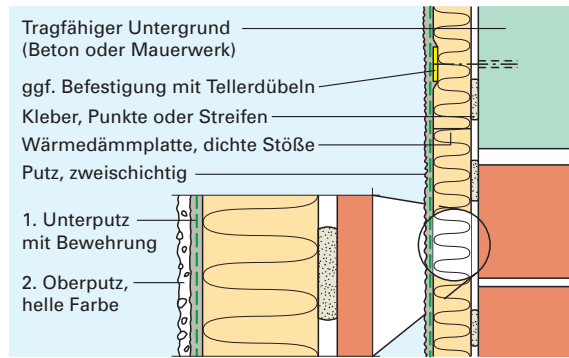 Tragfähiger Untergrund
(Beton oder Mauerwerk)
ggf. Befestigung mit Tellerdübeln
Kleber, Punkte oder Streifen
Wärmedämmplatte, dichte Stöße
Putz, zweischichtig
1. Unterputz
mit Bewehrung
2. Oberputz,
helle Farbe